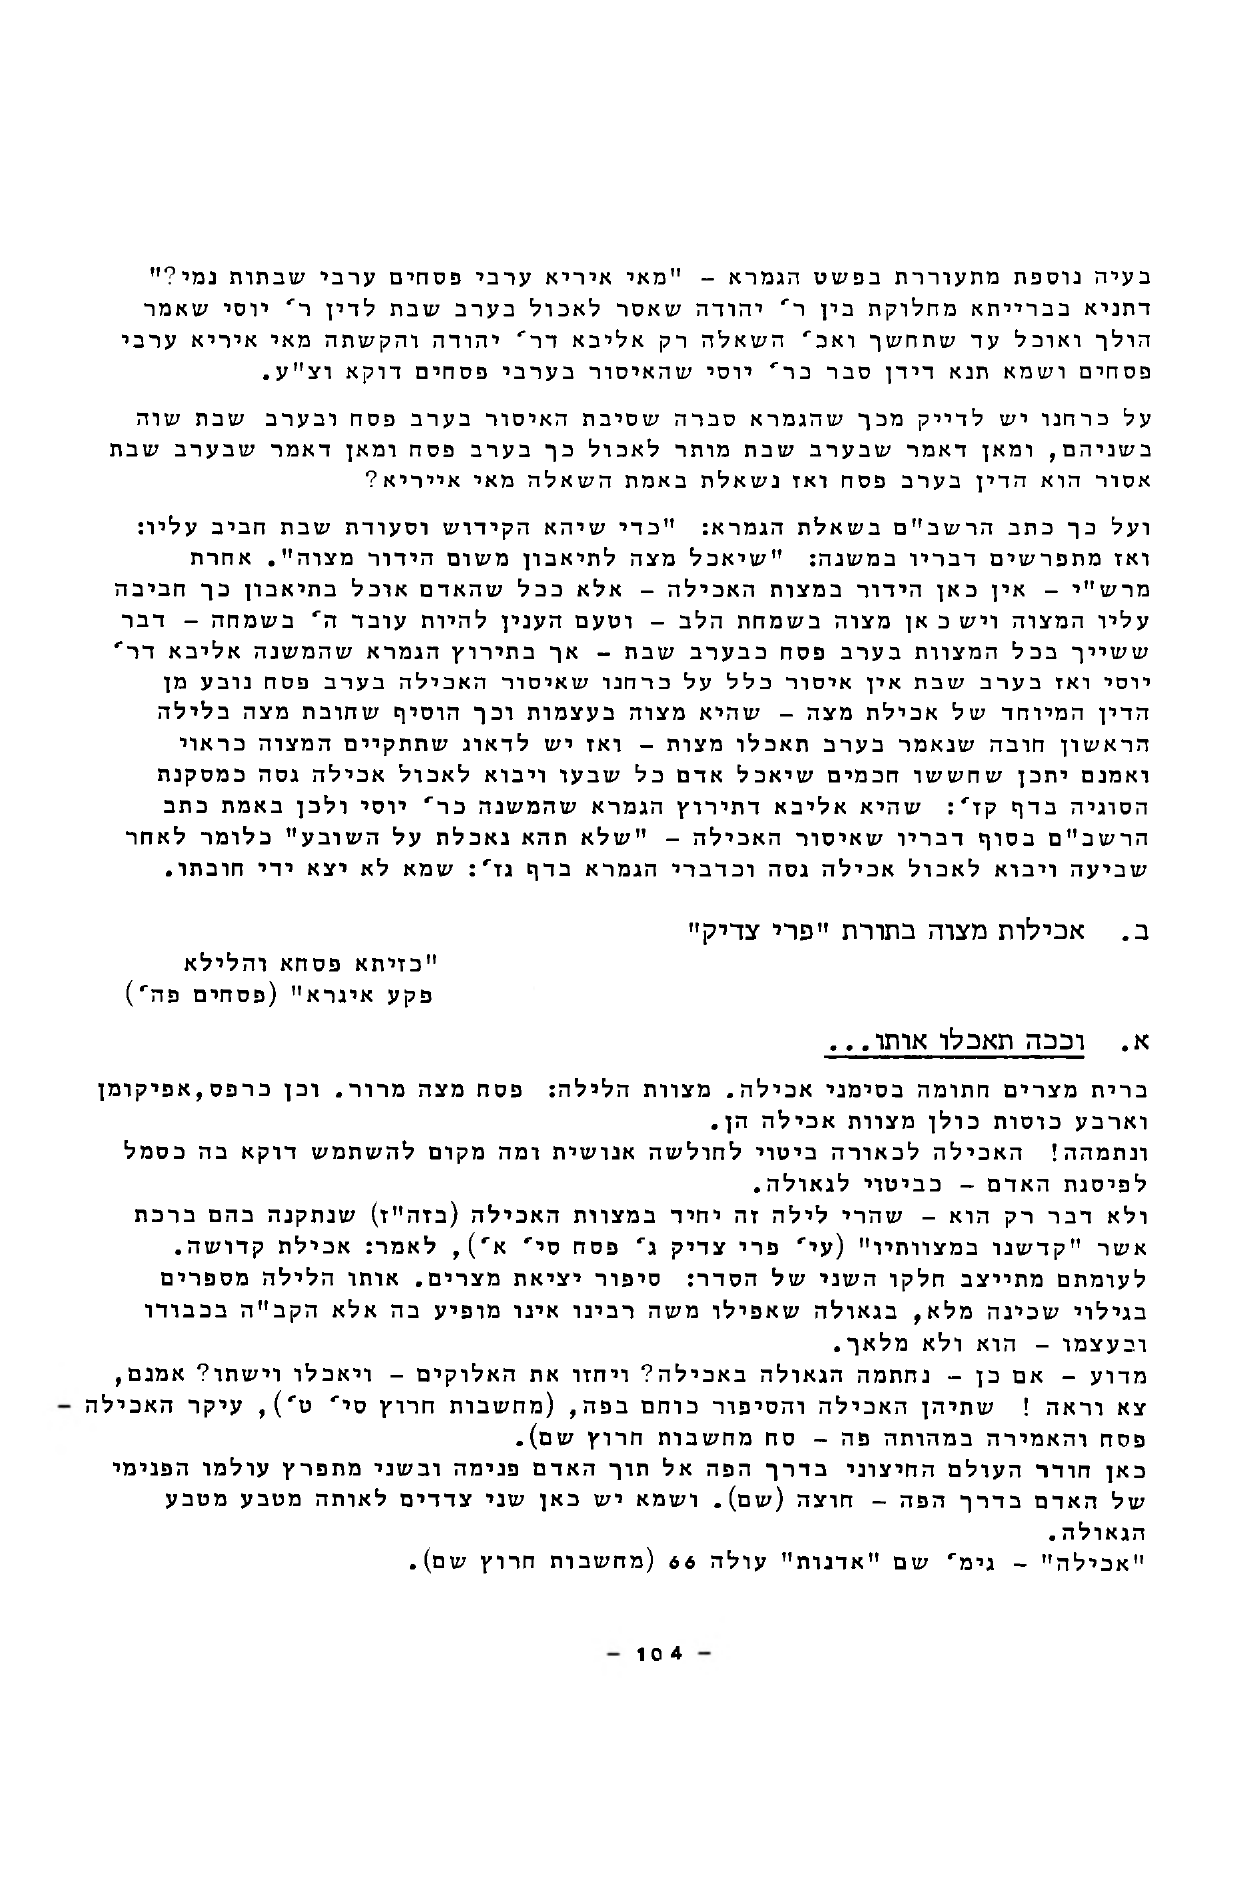 בעיה נוספת מתעוררת בפשט הגמרא - "מאי איריא ערבי פסחים ערבי שבתות נמי?"
דתניא בברייתא מחלוקת בין ר׳ יהודה שאסר לאכול בערב שבת לדין ר׳ יוסי שאמר
הולך ואוכל עד שתחשך ואכ׳ השאלה רק אליבא דר׳ יהודה והקשתה מאי איריא ערבי
פסחים ושמא תנא דידן סבר כר׳ יוסי שהאיסור בערבי פסחים דוקא וצ"ע.
על כרחנו יש לדייק מכך שהגמרא סברה שסיבת האיסור בערב פסח ובערב שבת שוה
בשניהם, ומאן דאמר שבערב שבת מותר לאכול כך בערב פסח ומאן דאמר שבערב שבת
אסור הוא הדין בערב פסח ואז נשאלת באמת השאלה מאי אייריא?
ועל כך כתב הרשב"ם בשאלת הגמרא: "כדי שיהא הקידוש וסעודת שבת חביב עליו:
ואז מתפרשים דבריו במשנה: "שיאכל מצה לתיאבון משום הידור מצוה". אחרת
מרש"י - אין כאן הידור במצות האכילה - אלא ככל שהאדם אוכל בתיאבון כך חביבה
עליו המצוה ויש כאן מצוה בשמחת הלב - וטעם הענין להיות עובד ה׳ בשמחה - דבר
ששייך בכל המצוות בערב פסח כבערב שבת - אך בתירוץ הגמרא שהמשנה אליבא דר׳
יוסי ואז בערב שבת אין איסור כלל על כרחנו שאיסור האכילה בערב פסח נובע מן
הדין המיוחד של אכילת מצה - שהיא מצוה בעצמות וכך הוסיף שחובת מצה בלילה
הראשון חובה שנאמר בערב תאכלו מצות - ואז יש לדאוג שתתקיים המצוה כראוי
ואמנם יתכן שחששו חכמים שיאכל אדם כל שבעו ויבוא לאכול אכילה גסה כמסקנת
הסוגיה בדף קז׳: שהיא אליבא דתירוץ הגמרא שהמשנה כר׳ יוסי ולכן באמת כתב
הרשב"ם בסוף דבריו שאיסור האכילה - "שלא תהא נאכלת על השובע" כלומר לאחר
שביעה ויבוא לאכול אכילה גסה וכדברי הגמרא בדף גז׳: שמא לא יצא ידי חובתו.
ב. אכילות מצוה בתורת "פרי צדיק"
"כזיתא פסחא והלילא
פקע איגרא" (פסחים פה׳)
א. וככה תאכלו אותו...
ברית מצרים חתומה בסימני אכילה. מצוות הלילה: פסח מצה מרור. וכן כרפס,אפיקומן
וארבע כוסות כולן מצוות אכילה הן.
ונתמהה! האכילה לכאורה ביטוי לחולשה אנושית ומה מקום להשתמש דוקא בה כסמל
לפיסגת האדם - כביטוי לגאולה.
ולא דבר רק הוא - שהרי לילה זה יחיד במצוות האכילה (בזה"ז) שנתקנה בהם ברכת
אשר "קדשנו במצוותיו" (עי׳ פרי צדיק ג׳ פסח סי׳ א׳), לאמר: אכילת קדושה.
לעומתם מתייצב חלקו השני של הסדר: סיפור יציאת מצרים. אותו הלילה מספרים
בגילוי שכינה מלא, בגאולה שאפילו משה רבינו אינו מופיע בה אלא הקב"ה בכבודו
ובעצמו - הוא ולא מלאך.
מדוע - אם כן - נחתמה הגאולה באכילה? ויחזו את האלוקים - ויאכלו וישתו? אמנם,
צא וראה ! שתיהן האכילה והסיפור כוחם בפה, (מחשבות חרוץ סי׳ ט׳), עיקר האכילה -
פסח והאמירה במהותה פה - סח מחשבות חרוץ שם).
כאן חודר העולם החיצוני בדרך הפה אל תוך האדם פנימה ובשני מתפרץ עולמו הפנימי
של האדם בדרך הפה - חוצה (שם). ושמא יש כאן שני צדדים לאותה מטבע מטבע
הגאולה.
"אכילה" - גימ׳ שם "אדנות" עולה 66 (מחשבות חרוץ שם).
- 104 -